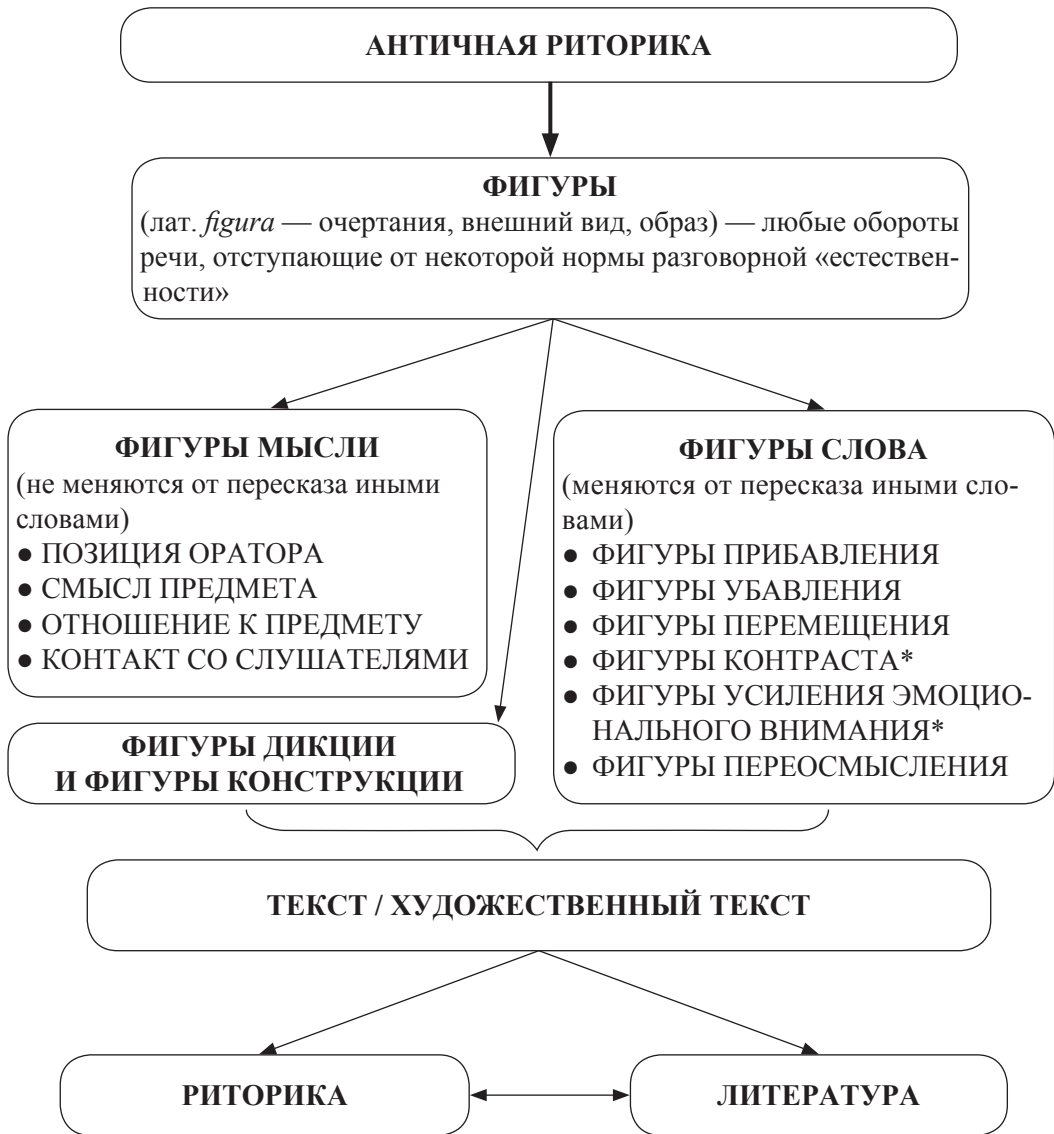 АНТИЧНАЯ РИТОРИКА
ФИГУРЫ
(лат. figura — очертания, внешний вид, образ) — любые обороты
речи, отступающие от некоторой нормы разговорной «естествен-
ности»
ФИГУРЫ МЫСЛИ
(не меняются от пересказа иными
словами)
● ПОЗИЦИЯ ОРАТОРА
● СМЫСЛ ПРЕДМЕТА
● ОТНОШЕНИЕ К ПРЕДМЕТУ
● КОНТАКТ СО СЛУШАТЕЛЯМИ
ФИГУРЫ ДИКЦИИ
И ФИГУРЫ КОНСТРУКЦИИ
ФИГУРЫ СЛОВА
(меняются от пересказа иными сло-
вами)
● ФИГУРЫ ПРИБАВЛЕНИЯ
● ФИГУРЫ УБАВЛЕНИЯ
● ФИГУРЫ ПЕРЕМЕЩЕНИЯ
● ФИГУРЫ КОНТРАСТА*
● ФИГУРЫ УСИЛЕНИЯ ЭМОЦИО-
НАЛЬНОГО ВНИМАНИЯ*
● ФИГУРЫ ПЕРЕОСМЫСЛЕНИЯ
ТЕКСТ / ХУДОЖЕСТВЕННЫЙ ТЕКСТ
РИТОРИКА
ЛИТЕРАТУРА